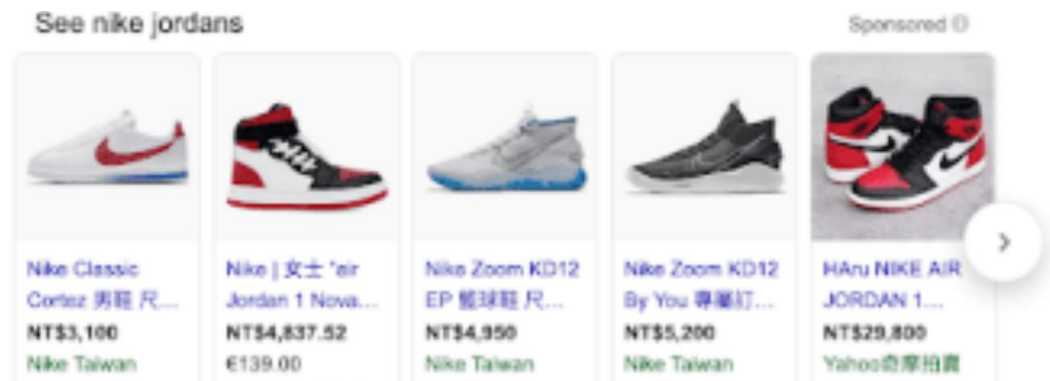 See nike jordans
Sponsored
Nike Classic
Cortez 男鞋 尺...
NT$3,100
Nike Taiwan
Nike | 女士 "air
Jordan 1 Nova...
NT$4,837.52
€139.00
Nike Zoom KD12
EP 籃球鞋 尺...
NT$4,950
Nike Taiwan
Nike Zoom KD12
By You 專屬訂...
NT$5,200
Nike Taiwan
HAru NIKE AIR
JORDAN 1...
NT$29,800
Yahoo奇摩拍賣